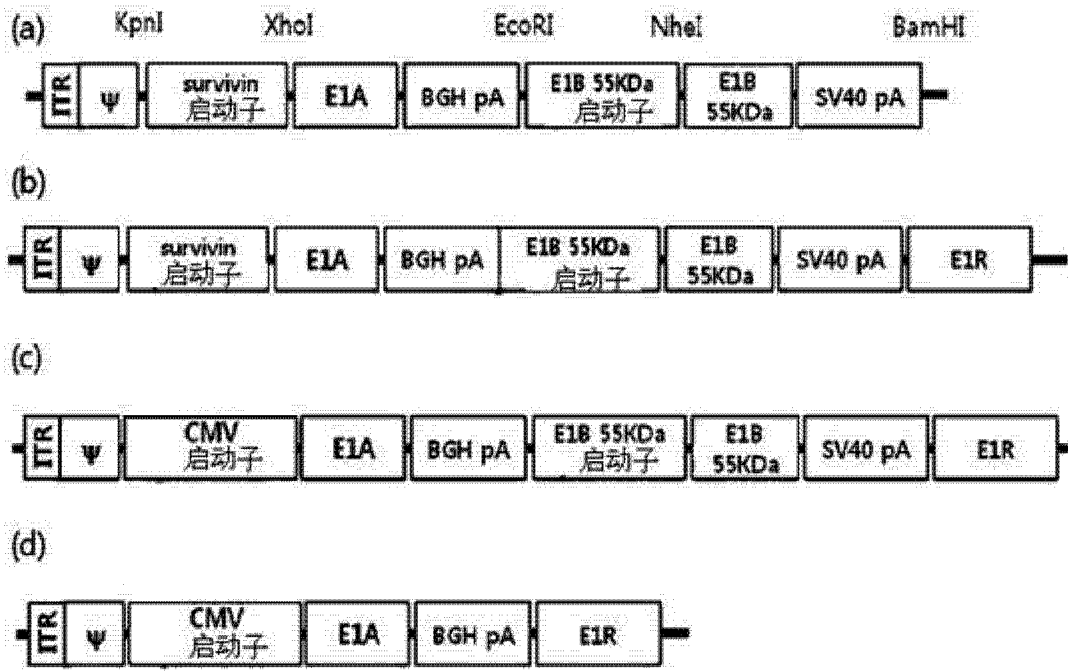 (a) KpnI XhoI EcoRI NheI BamHI
ITR Ψ survivin 启动子 E1A BGH pA E1B 55KDa 启动子 E1B 55KDa SV40 pA
(b)
ITR Ψ survivin 启动子 E1A BGH pA E1B 55KDa 启动子 E1B 55KDa SV40 pA E1R
(c)
ITR Ψ CMV 启动子 E1A BGH pA E1B 55KDa 启动子 E1B 55KDa SV40 pA E1R
(d)
ITR Ψ CMV 启动子 E1A BGH pA E1R